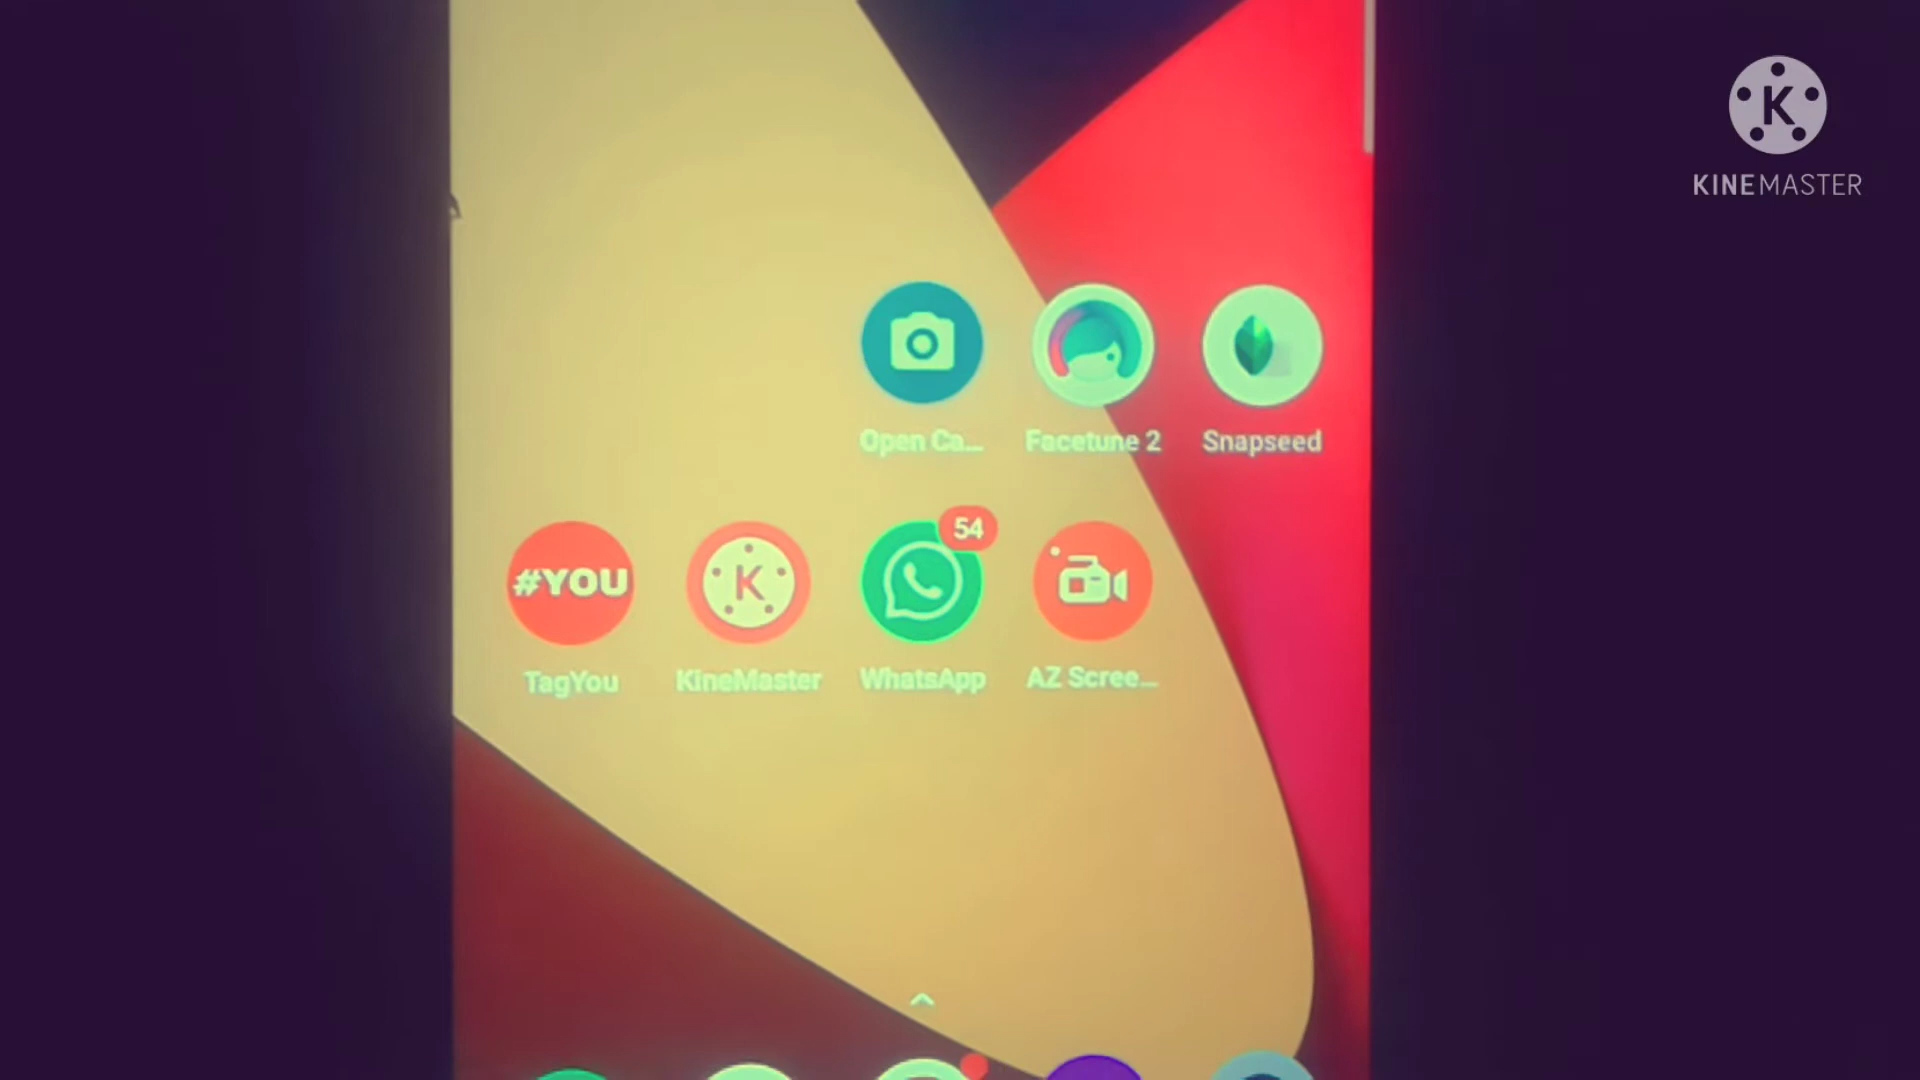 K
KINEMASTER
Open Ca...
Facetune 2
Snapseed
#YOU
K
54
TagYou
KineMaster
WhatsApp
AZ Scree...